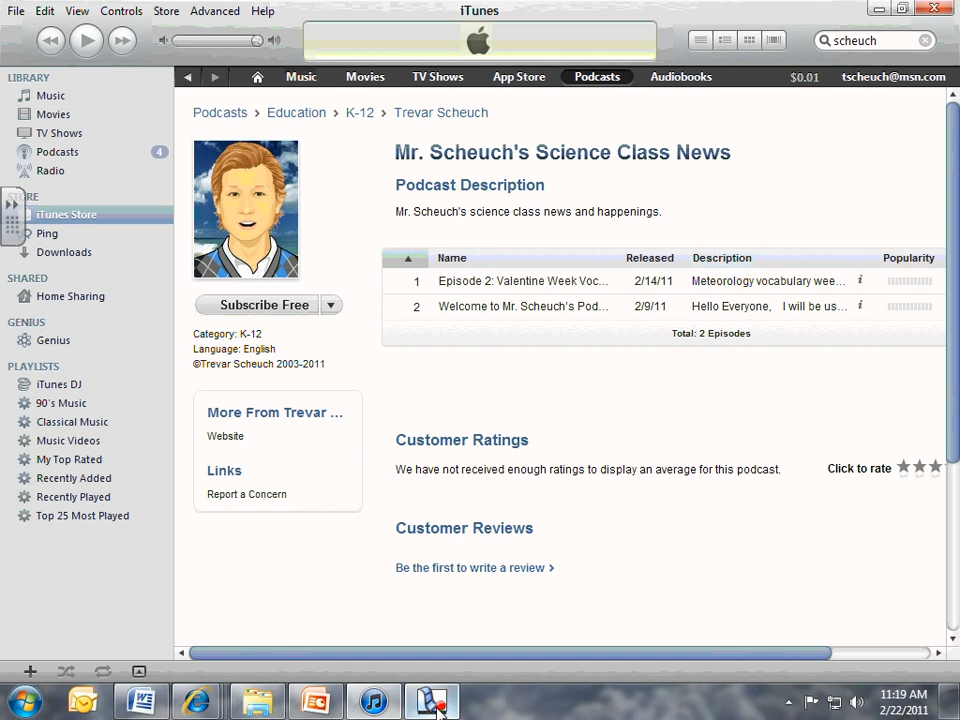 File Edit View Controls Store Advanced Help
iTunes
scheuch
LIBRARY
Music
Movies
TV Shows
Podcasts 4
Radio
STORE
iTunes Store
Ping
Downloads
SHARED
Home Sharing
GENIUS
Genius
PLAYLISTS
iTunes DJ
90's Music
Classical Music
Music Videos
My Top Rated
Recently Added
Recently Played
Top 25 Most Played
Music Movies TV Shows App Store Podcasts Audiobooks $0.01 tscheuch@msn.com
Podcasts > Education > K-12 > Trevar Scheuch
Subscribe Free
Category: K-12
Language: English
©Trevar Scheuch 2003-2011
More From Trevar ...
Website
Links
Report a Concern
Mr. Scheuch's Science Class News
Podcast Description
Mr. Scheuch's science class news and happenings.
Name Released Description Popularity
1 Episode 2: Valentine Week Voc... 2/14/11 Meteorology vocabulary wee... i
2 Welcome to Mr. Scheuch's Pod... 2/9/11 Hello Everyone, I will be us... i
Total: 2 Episodes
Customer Ratings
We have not received enough ratings to display an average for this podcast. Click to rate
Customer Reviews
Be the first to write a review >
11:19 AM
2/22/2011